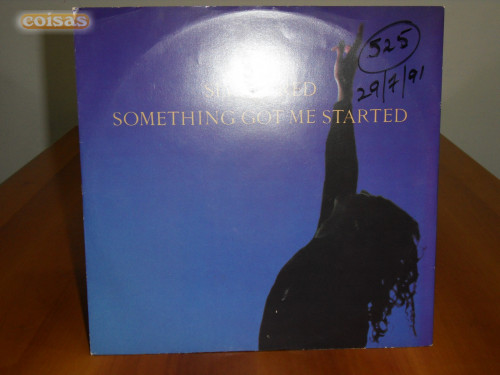 coisas
525
29/7/91
SOMETHING GOT ME STARTED